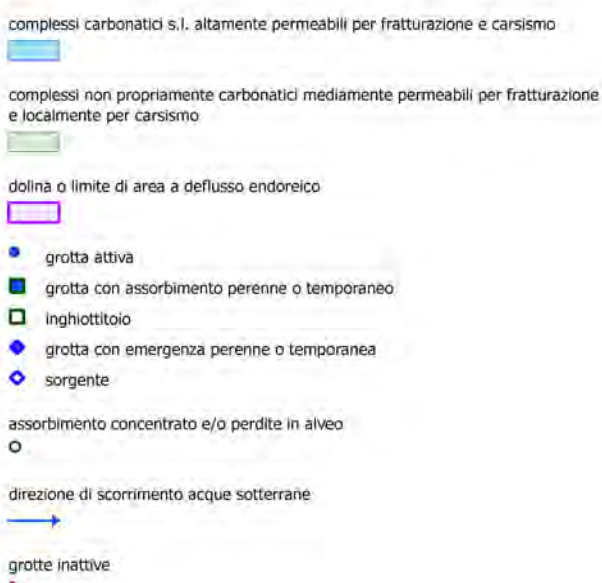 complessi carbonatici s.l. altamente permeabili per fratturazione e carsismo
complessi non propriamente carbonatici mediamente permeabili per fratturazione
e localmente per carsismo
dolina o limite di area a deflusso endoreico
grotta attiva
grotta con assorbimento perenne o temporaneo
inghiottitoio
grotta con emergenza perenne o temporanea
sorgente
assorbimento concentrato e/o perdite in alveo
direzione di scorrimento acque sotterrane
grotte inattive